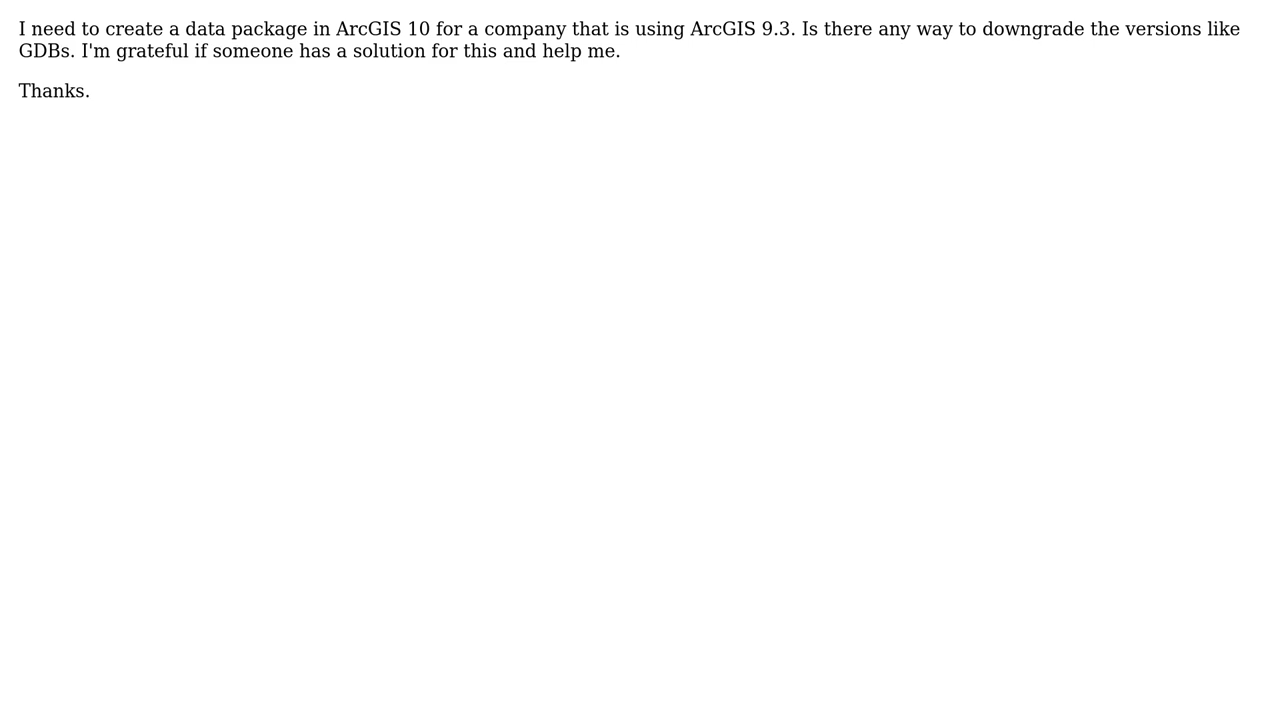 I need to create a data package in ArcGIS 10 for a company that is using ArcGIS 9.3. Is there any way to downgrade the versions like
GDBs. I'm grateful if someone has a solution for this and help me.
Thanks.